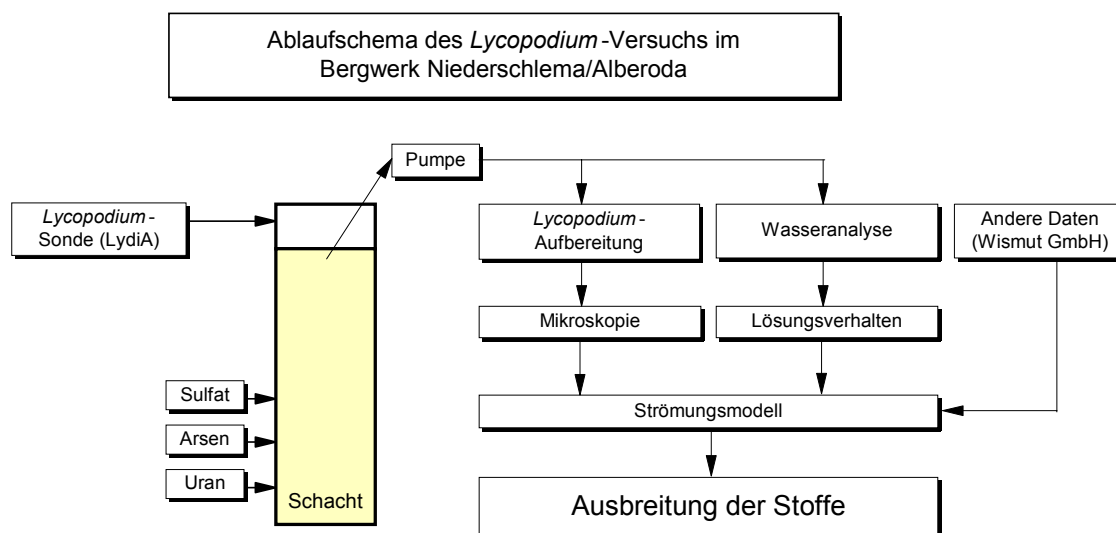 Ablaufschema des Lycopodium-Versuchs im
Bergwerk Niederschlema/Alberoda
Pumpe
Lycopodium-
Sonde (LydiA)
Lycopodium-
Aufbereitung
Wasseranalyse
Andere Daten
(Wismut GmbH)
Mikroskopie
Lösungsverhalten
Sulfat
Arsen
Uran
Schacht
Strömungsmodell
Ausbreitung der Stoffe